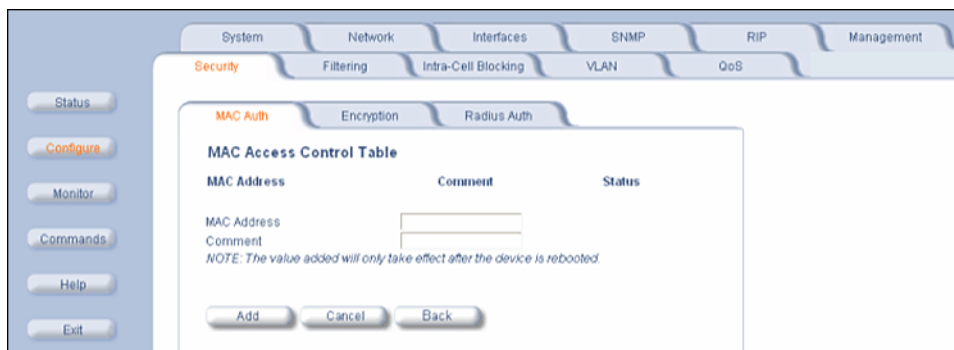 System Network Interfaces SNMP RIP Management
Security Filtering Intra-Cell Blocking VLAN QoS
Status
Configure
Monitor
Commands
Help
Exit
MAC Auth Encryption Radius Auth
MAC Access Control Table
MAC Address Comment Status
MAC Address
Comment
NOTE: The value added will only take effect after the device is rebooted.
Add Cancel Back